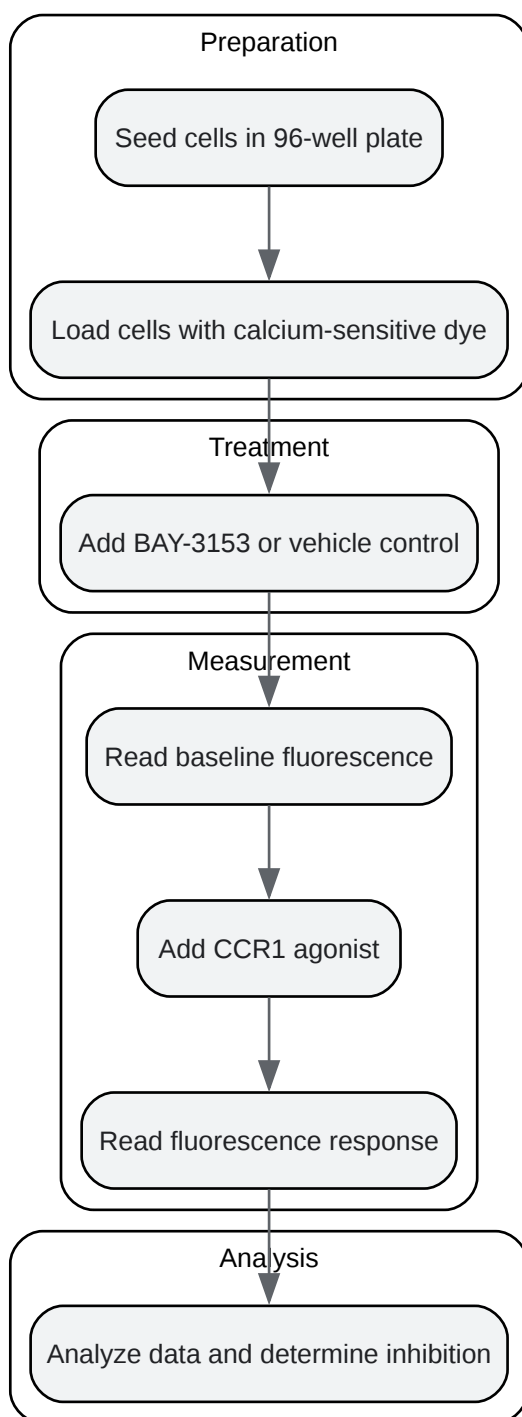 Preparation
Seed cells in 96-well plate
Load cells with calcium-sensitive dye
Treatment
Add BAY-3153 or vehicle control
Measurement
Read baseline fluorescence
Add CCR1 agonist
Read fluorescence response
Analysis
Analyze data and determine inhibition